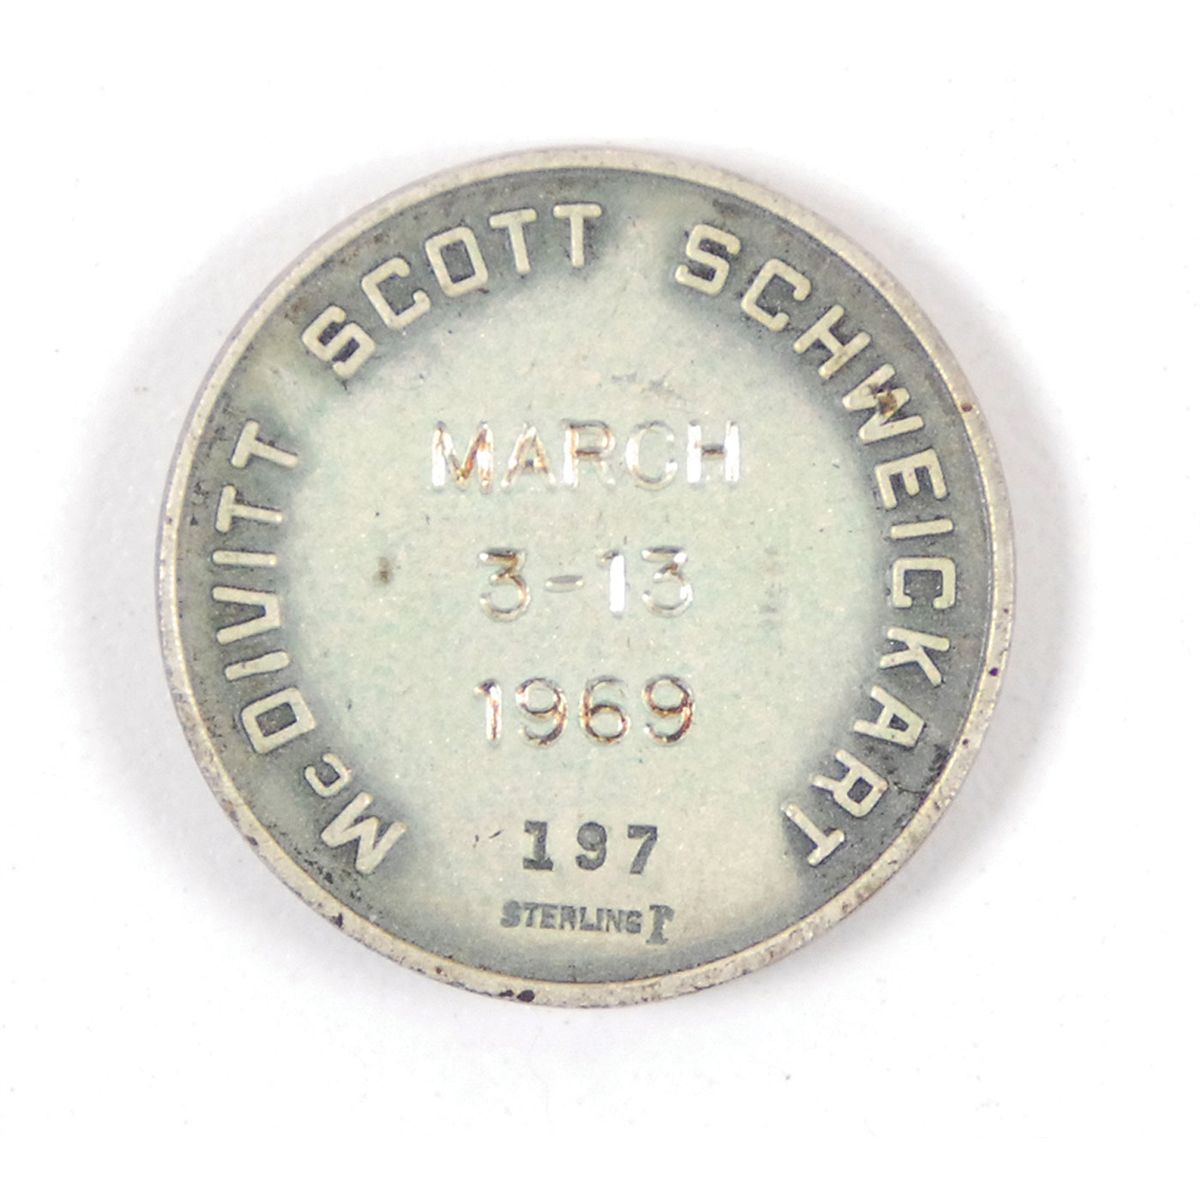 McDIVITT SCOTT SCHWEICKART
MARCH
3-13
1969
197
STERLING